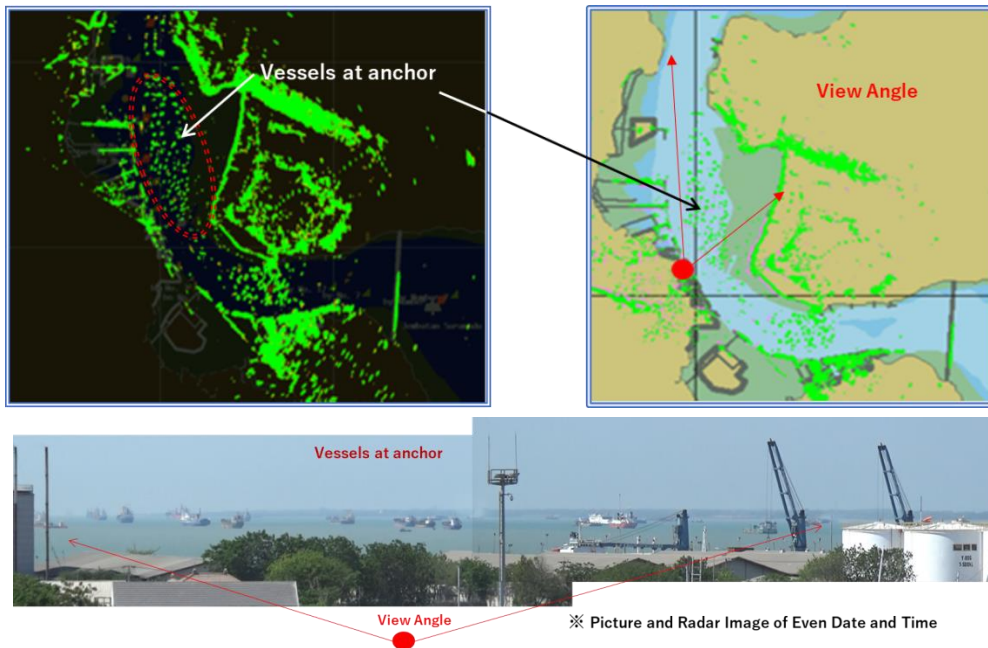 Vessels at anchor
View Angle
Vessels at anchor
View Angle
※ Picture and Radar Image of Even Date and Time